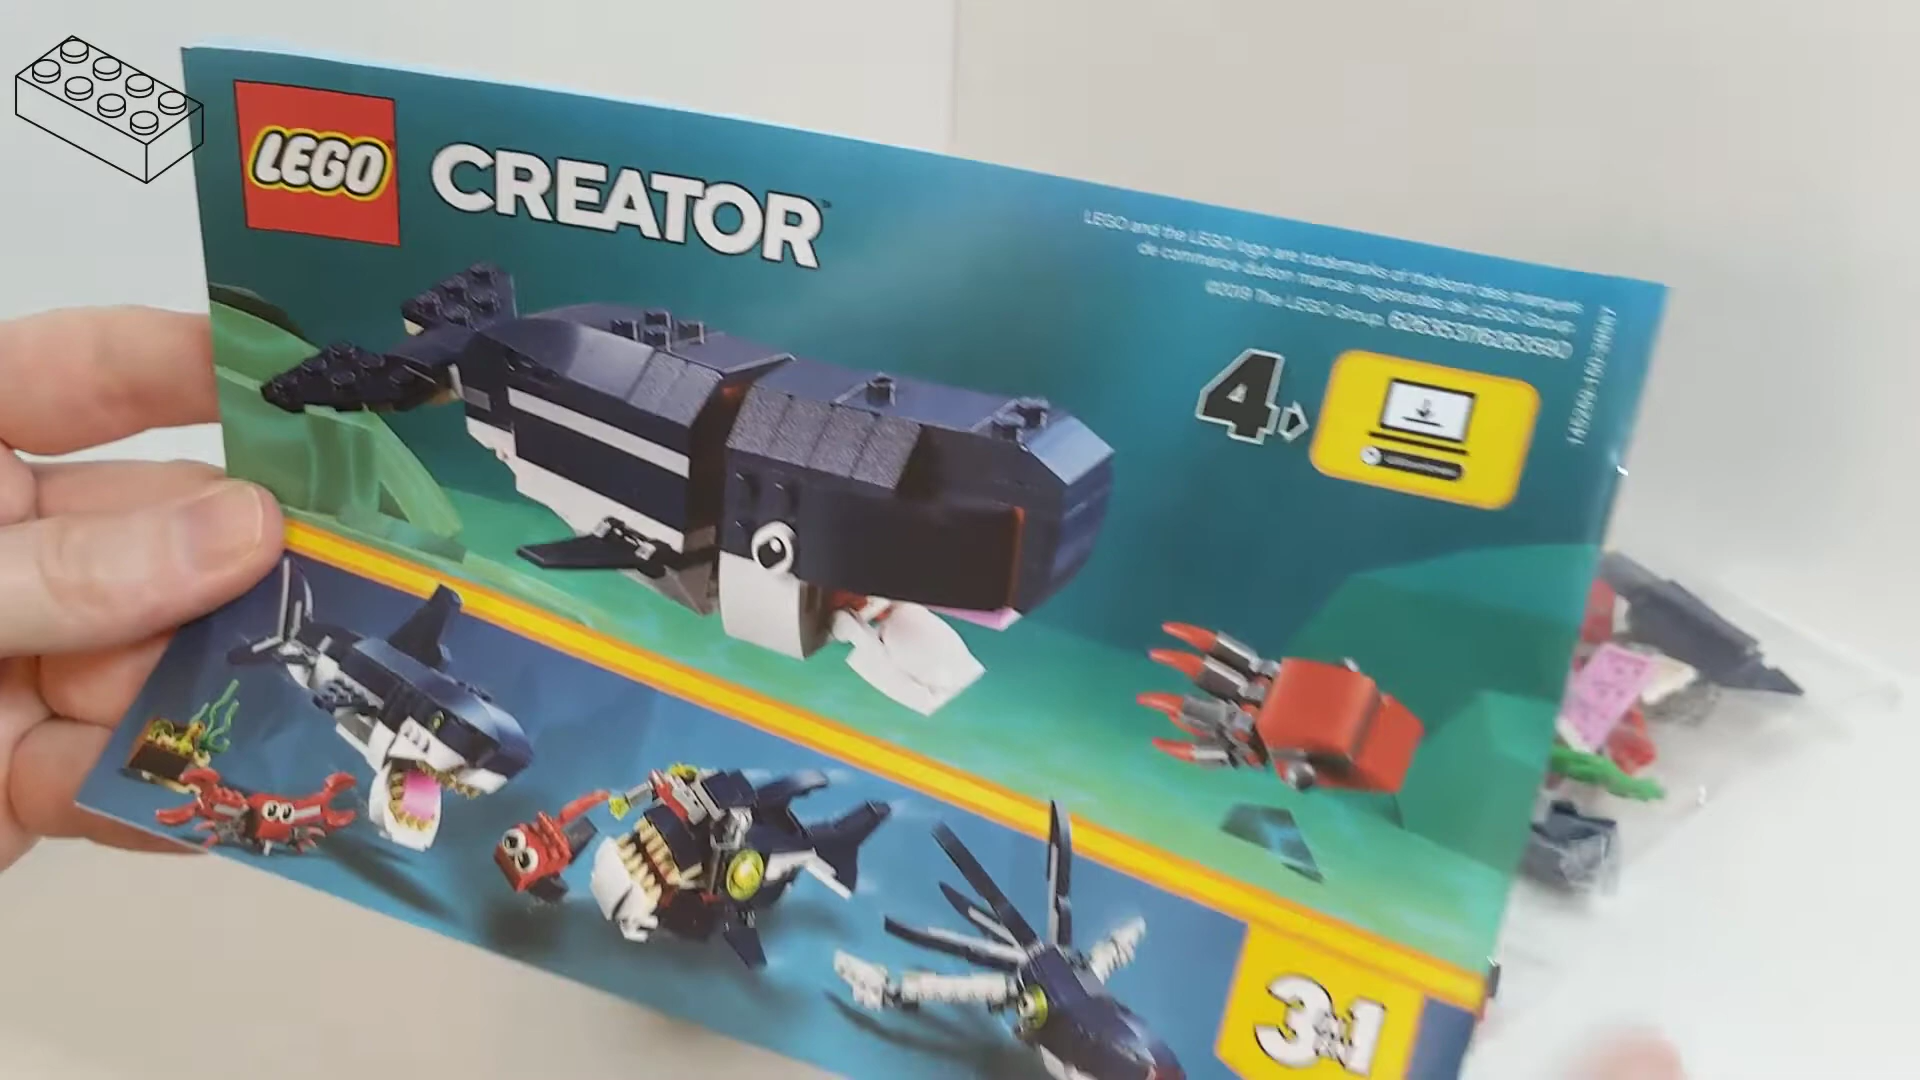 LEGO
CREATOR™
LEGO and the LEGO logo are trademarks of the/sont des marques
de commerce du/son marcas registradas de LEGO Group.
©2019 The LEGO Group.
4
3in1